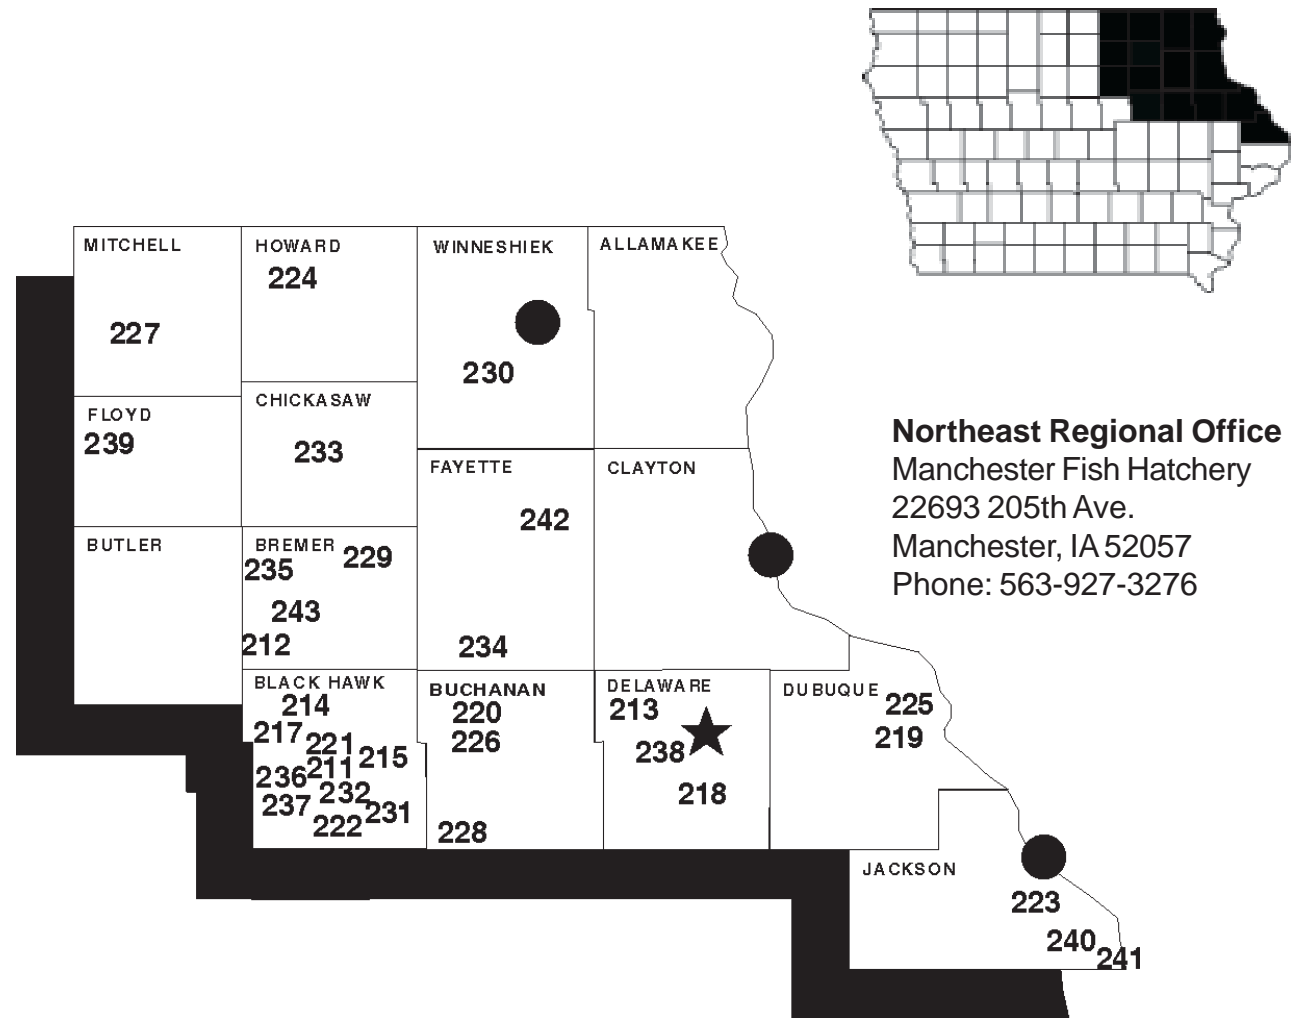 MITCHELL
HOWARD
WINNESHIEK
ALLAMAKEE
224
227
230
FLOYD
239
CHICKASAW
233
Northeast Regional Office
Manchester Fish Hatchery
22693 205th Ave.
Manchester, IA 52057
Phone: 563-927-3276
FAYETTE
CLAYTON
242
BUTLER
BREMER
229
235
243
212
234
BLACK HAWK
214
217
221
215
211
236
232
237
231
222
BUCHANAN
220
226
228
DELAWARE
213
238
218
DUBUQUE
225
219
JACKSON
223
240
241